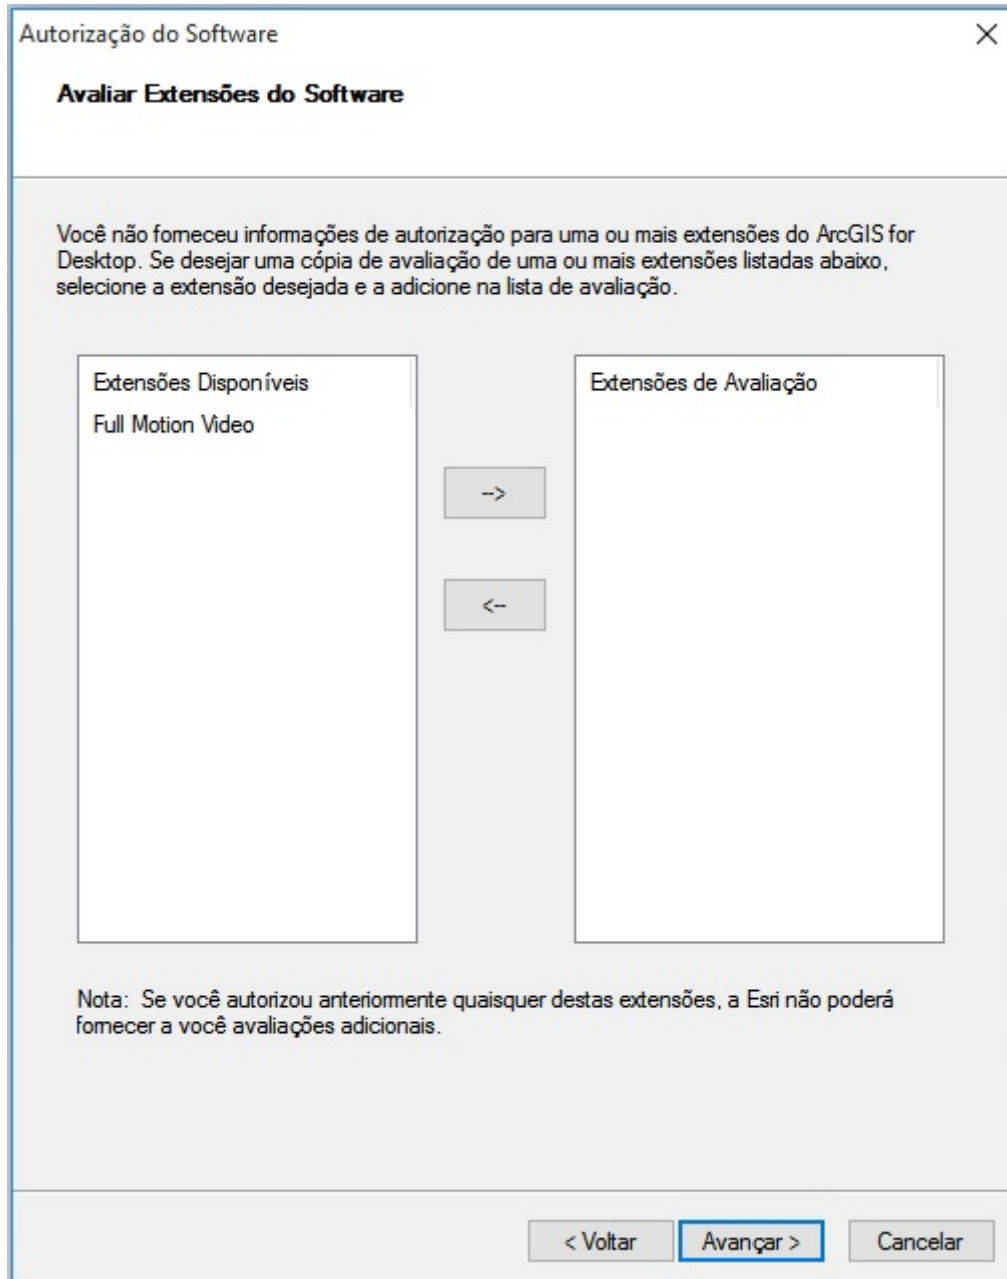 Autorização do Software
Avaliar Extensões do Software
Você não forneceu informações de autorização para uma ou mais extensões do ArcGIS for
Desktop. Se desejar uma cópia de avaliação de uma ou mais extensões listadas abaixo,
selecione a extensão desejada e a adicione na lista de avaliação.
Extensões Disponíveis
Full Motion Video
-->
<--
Extensões de Avaliação
Nota: Se você autorizou anteriormente quaisquer destas extensões, a Esri não poderá
fornecer a você avaliações adicionais.
< Voltar
Avançar >
Cancelar